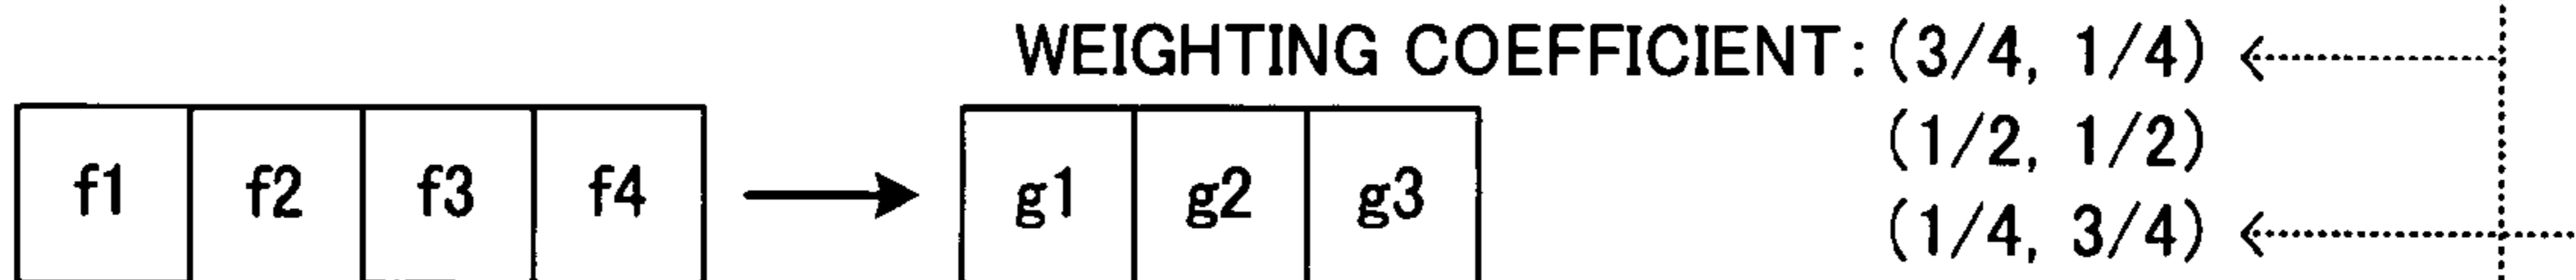 WEIGHTING COEFFICIENT: (3/4, 1/4)
(1/2, 1/2)
f1 f2 f3 f4 g1 g2 g3
(1/4, 3/4)